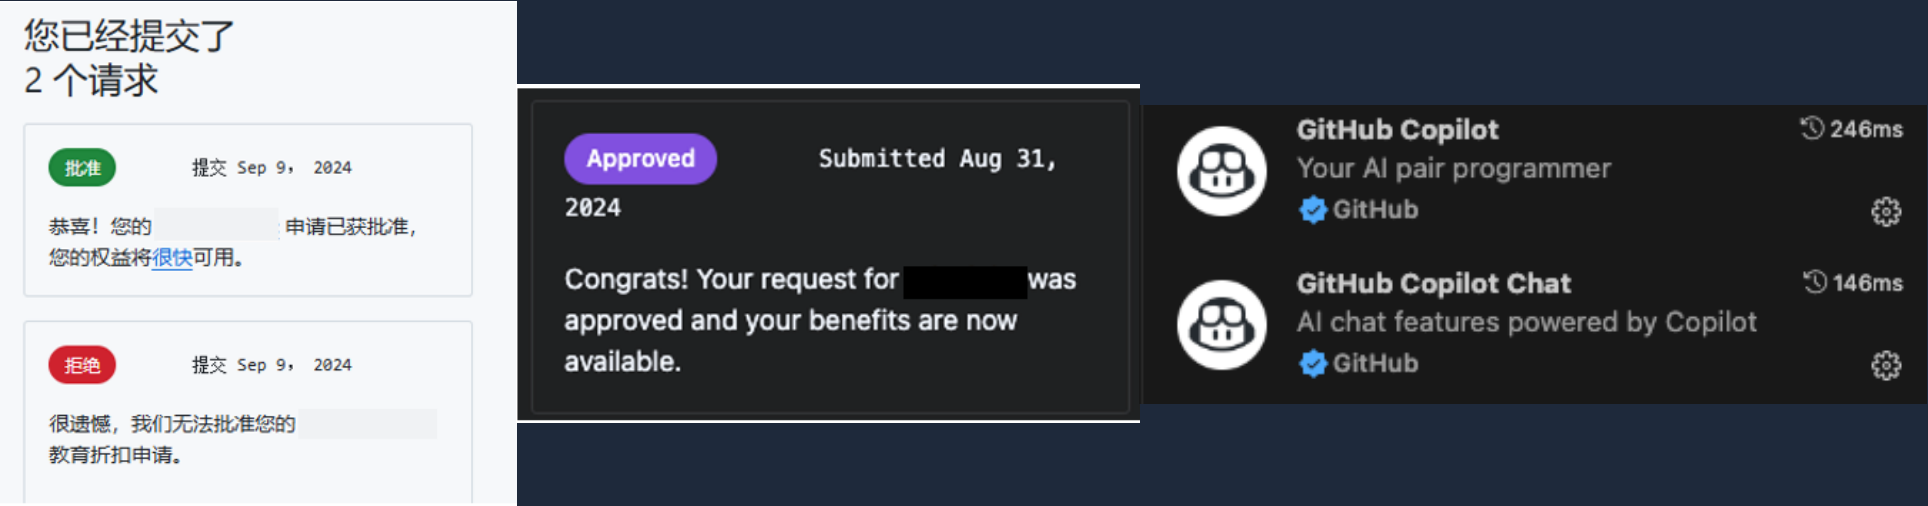 您已经提交了
2 个请求
批准 提交 Sep 9, 2024
恭喜！您的 申请已获批准，
您的权益将很快可用。
拒绝 提交 Sep 9, 2024
很遗憾，我们无法批准您的
教育折扣申请。
Approved Submitted Aug 31,
2024
Congrats! Your request for was
approved and your benefits are now
available.
GitHub Copilot 246ms
Your AI pair programmer
GitHub
GitHub Copilot Chat 146ms
AI chat features powered by Copilot
GitHub